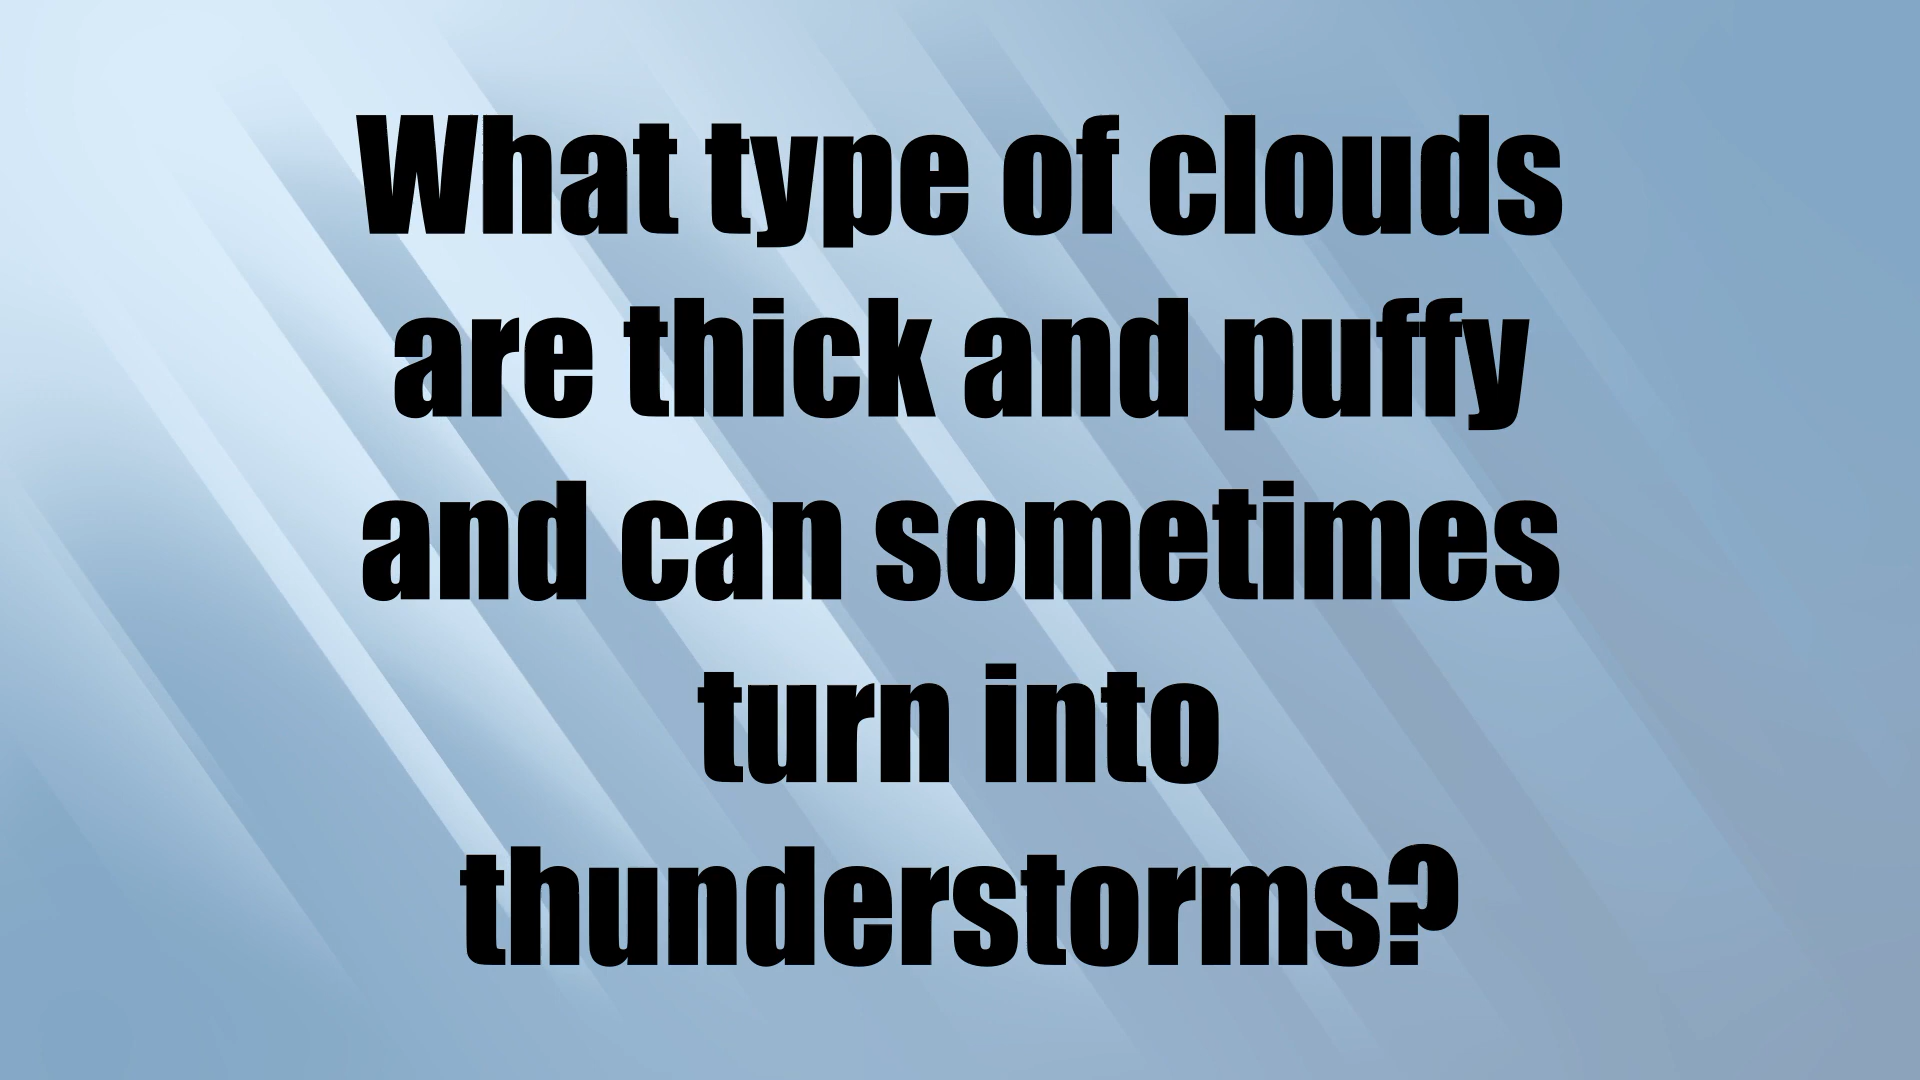 What type of clouds
are thick and puffy
and can sometimes
turn into
thunderstorms?